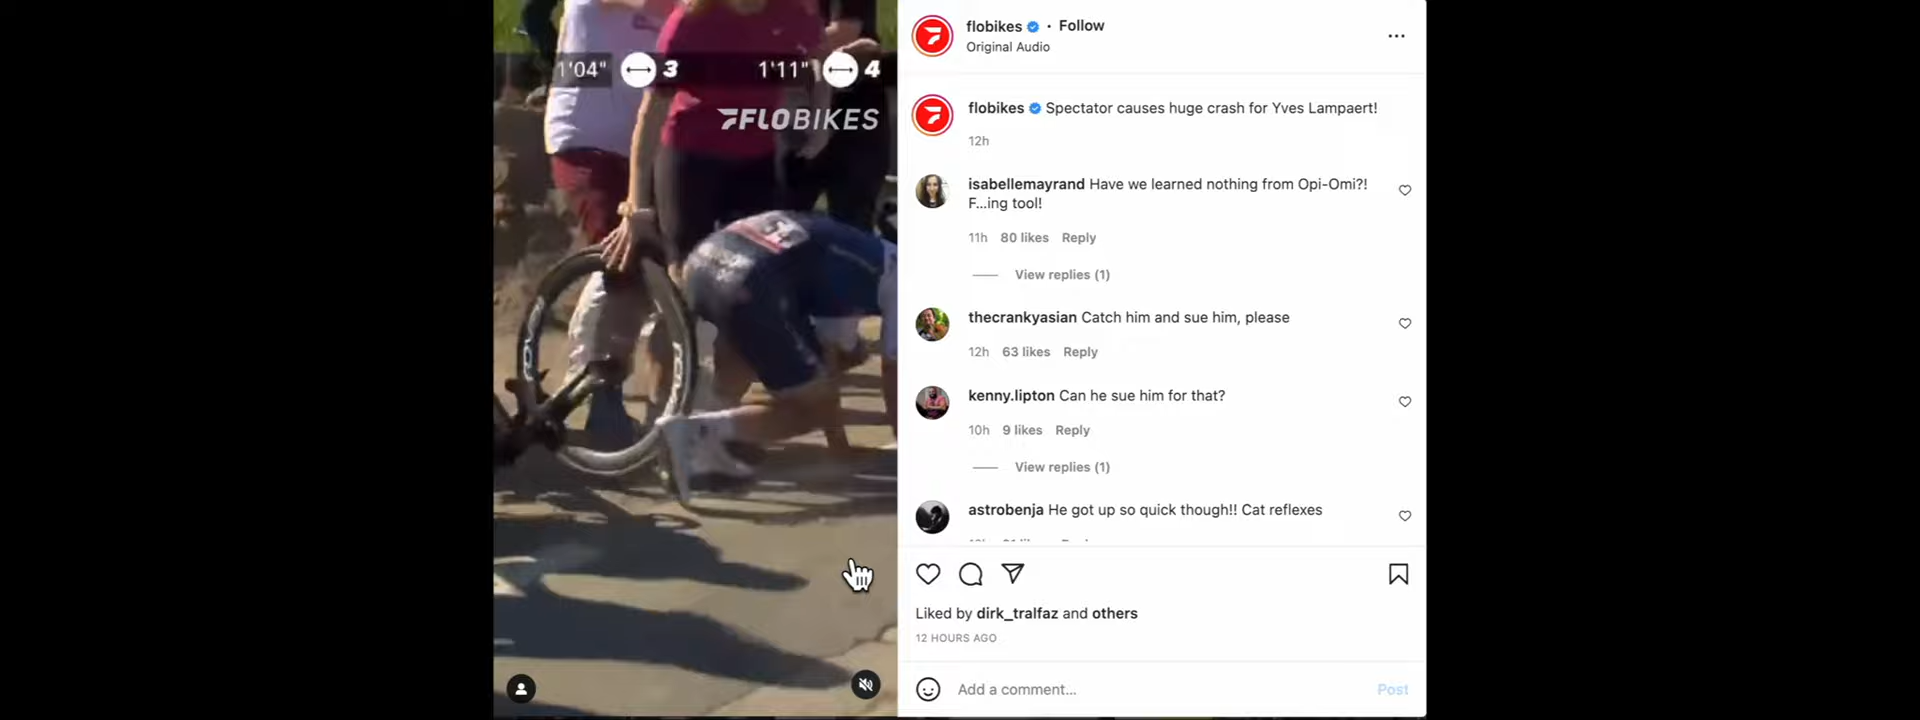 1'04" 3 1'11" 4
FLOBIKES
flobikes • Follow
Original Audio
flobikes Spectator causes huge crash for Yves Lampaert!
12h
isabellemayrand Have we learned nothing from Opi-Omi?!
F...ing tool!
11h 80 likes Reply
View replies (1)
thecrankyasian Catch him and sue him, please
12h 63 likes Reply
kenny.lipton Can he sue him for that?
10h 9 likes Reply
View replies (1)
astrobenja He got up so quick though!! Cat reflexes
Liked by dirk_tralfaz and others
12 HOURS AGO
Add a comment... Post